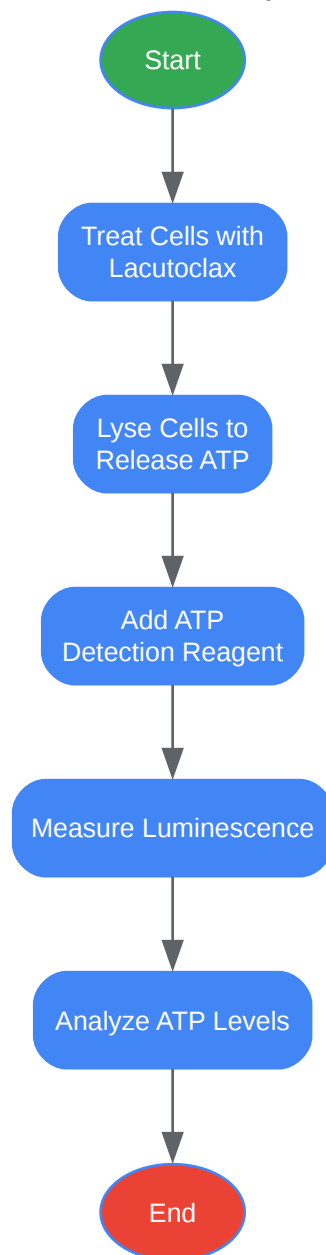 Start
Treat Cells with
Lacutoclax
Lyse Cells to
Release ATP
Add ATP
Detection Reagent
Measure Luminescence
Analyze ATP Levels
End